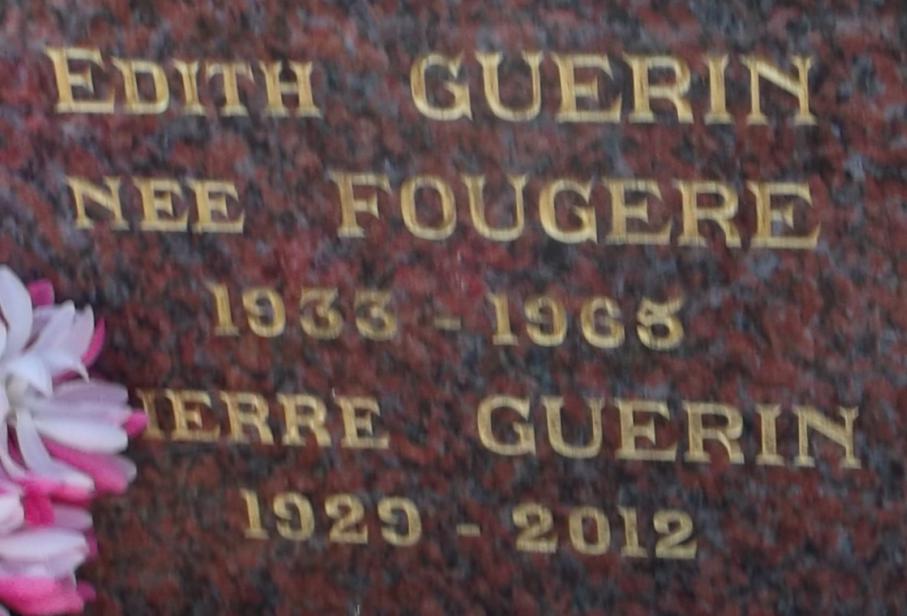 EDITH GUERIN
NEE FOUGERE
1933 - 1965
IERRE GUERIN
1929 - 2012